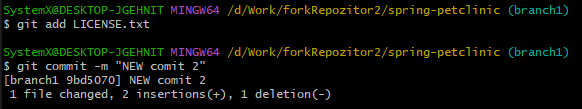 SystemX@DESKTOP-JGEHNIT MINGW64 /d/Work/forkRepozitor2/spring-petclinic (branch1)
$ git add LICENSE.txt
SystemX@DESKTOP-JGEHNIT MINGW64 /d/Work/forkRepozitor2/spring-petclinic (branch1)
$ git commit -m "NEW comit 2"
[branch1 9bd5070] NEW comit 2
 1 file changed, 2 insertions(+), 1 deletion(-)